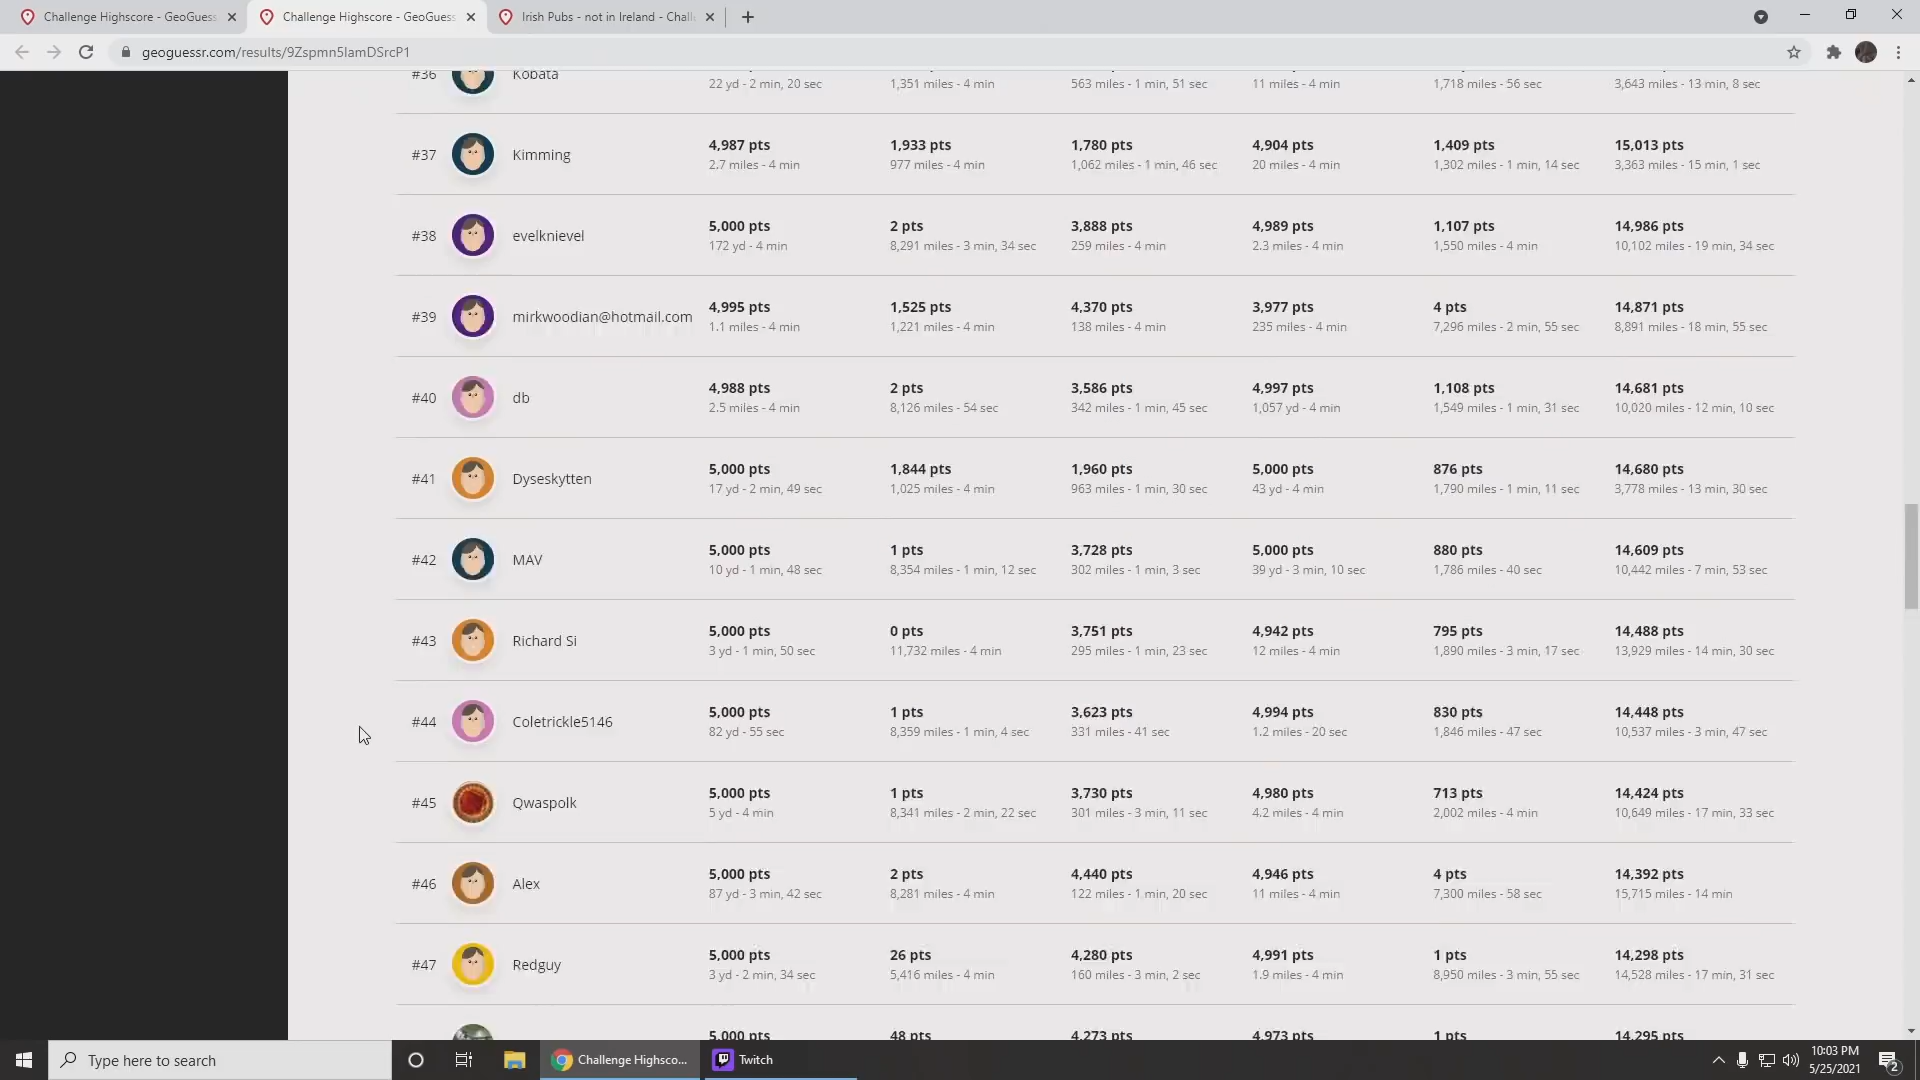 Challenge Highscore - GeoGuess
Challenge Highscore - GeoGuess
Irish Pubs - not in Ireland - Chall
geoguessr.com/results/9Zspmn5IamDSrcP1
#36 Kobata
22 yd - 2 min, 20 sec 1,351 miles - 4 min 563 miles - 1 min, 51 sec 11 miles - 4 min 1,718 miles - 56 sec 3,643 miles - 13 min, 8 sec
#37 Kimming 4,987 pts 1,933 pts 1,780 pts 4,904 pts 1,409 pts 15,013 pts
2.7 miles - 4 min 977 miles - 4 min 1,062 miles - 1 min, 46 sec 20 miles - 4 min 1,302 miles - 1 min, 14 sec 3,363 miles - 15 min, 1 sec
#38 evelknievel 5,000 pts 2 pts 3,888 pts 4,989 pts 1,107 pts 14,986 pts
172 yd - 4 min 8,291 miles - 3 min, 34 sec 259 miles - 4 min 2.3 miles - 4 min 1,550 miles - 4 min 10,102 miles - 19 min, 34 sec
#39 mirkwoodian@hotmail.com 4,995 pts 1,525 pts 4,370 pts 3,977 pts 4 pts 14,871 pts
1.1 miles - 4 min 1,221 miles - 4 min 138 miles - 4 min 235 miles - 4 min 7,296 miles - 2 min, 55 sec 8,891 miles - 18 min, 55 sec
#40 db 4,988 pts 2 pts 3,586 pts 4,997 pts 1,108 pts 14,681 pts
2.5 miles - 4 min 8,126 miles - 54 sec 342 miles - 1 min, 45 sec 1,057 yd - 4 min 1,549 miles - 1 min, 31 sec 10,020 miles - 12 min, 10 sec
#41 Dyseskytten 5,000 pts 1,844 pts 1,960 pts 5,000 pts 876 pts 14,680 pts
17 yd - 2 min, 49 sec 1,025 miles - 4 min 963 miles - 1 min, 30 sec 43 yd - 4 min 1,790 miles - 1 min, 11 sec 3,778 miles - 13 min, 30 sec
#42 MAV 5,000 pts 1 pts 3,728 pts 5,000 pts 880 pts 14,609 pts
10 yd - 1 min, 48 sec 8,354 miles - 1 min, 12 sec 302 miles - 1 min, 3 sec 39 yd - 3 min, 10 sec 1,786 miles - 40 sec 10,442 miles - 7 min, 53 sec
#43 Richard Si 5,000 pts 0 pts 3,751 pts 4,942 pts 795 pts 14,488 pts
3 yd - 1 min, 50 sec 11,732 miles - 4 min 295 miles - 1 min, 23 sec 12 miles - 4 min 1,890 miles - 3 min, 17 sec 13,929 miles - 14 min, 30 sec
#44 Coletrickle5146 5,000 pts 1 pts 3,623 pts 4,994 pts 830 pts 14,448 pts
82 yd - 55 sec 8,359 miles - 1 min, 4 sec 331 miles - 41 sec 1.2 miles - 20 sec 1,846 miles - 47 sec 10,537 miles - 3 min, 47 sec
#45 Qwaspolk 5,000 pts 1 pts 3,730 pts 4,980 pts 713 pts 14,424 pts
5 yd - 4 min 8,341 miles - 2 min, 22 sec 301 miles - 3 min, 11 sec 4.2 miles - 4 min 2,002 miles - 4 min 10,649 miles - 17 min, 33 sec
#46 Alex 5,000 pts 2 pts 4,440 pts 4,946 pts 4 pts 14,392 pts
87 yd - 3 min, 42 sec 8,281 miles - 4 min 122 miles - 1 min, 20 sec 11 miles - 4 min 7,300 miles - 58 sec 15,715 miles - 14 min
#47 Redguy 5,000 pts 26 pts 4,280 pts 4,991 pts 1 pts 14,298 pts
3 yd - 2 min, 34 sec 5,416 miles - 4 min 160 miles - 3 min, 2 sec 1.9 miles - 4 min 8,950 miles - 3 min, 55 sec 14,528 miles - 17 min, 31 sec
5,000 pts 48 pts 4,273 pts 4,973 pts 1 pts 14,295 pts
Type here to search
Challenge Highsco...
Twitch
10:03 PM
5/25/2021
2